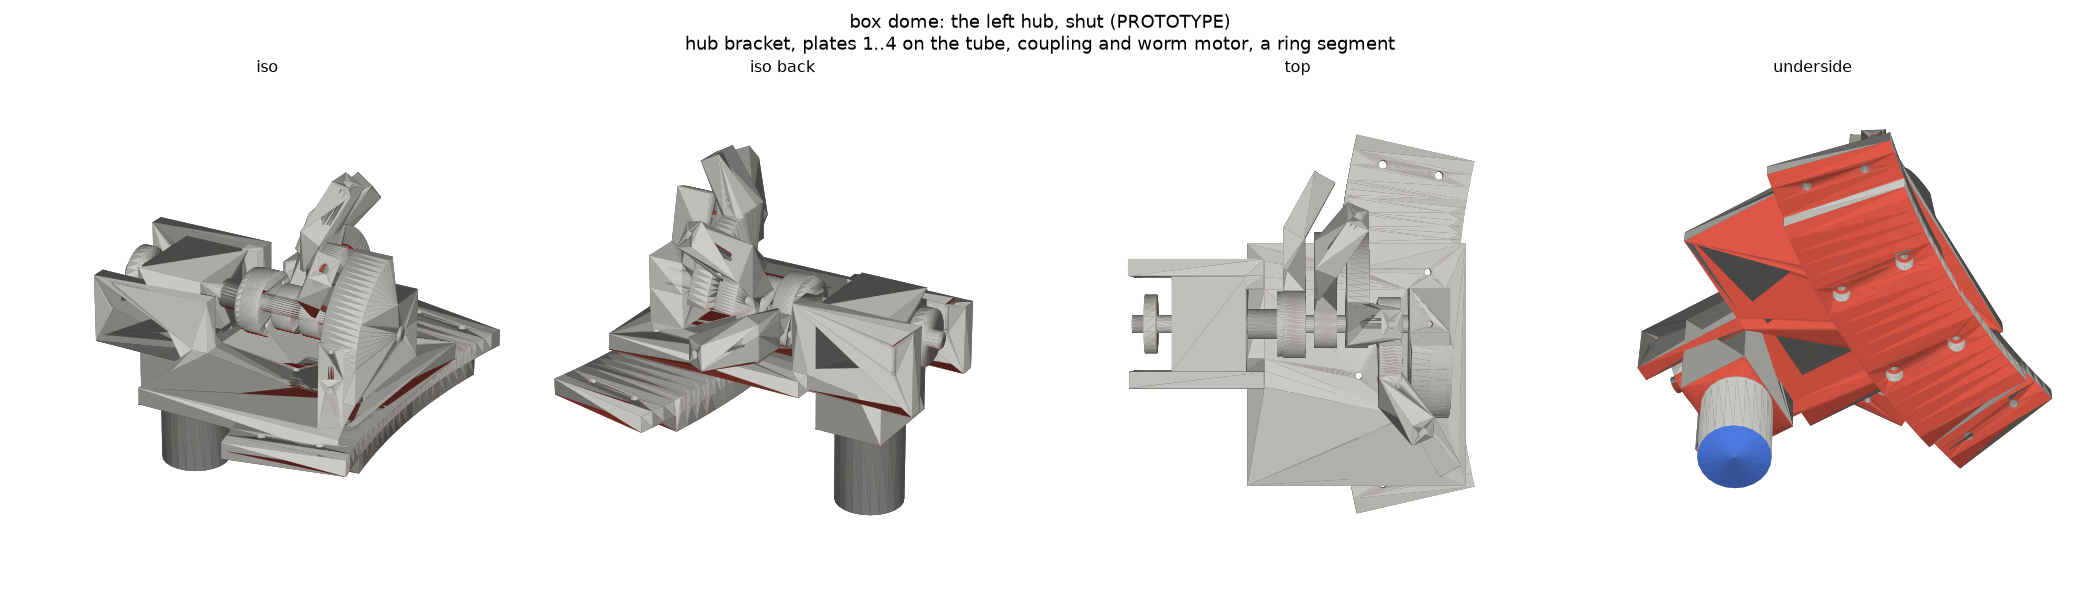 box dome: the left hub, shut (PROTOTYPE)
hub bracket, plates 1..4 on the tube, coupling and worm motor, a ring segment
iso
iso back
top
underside